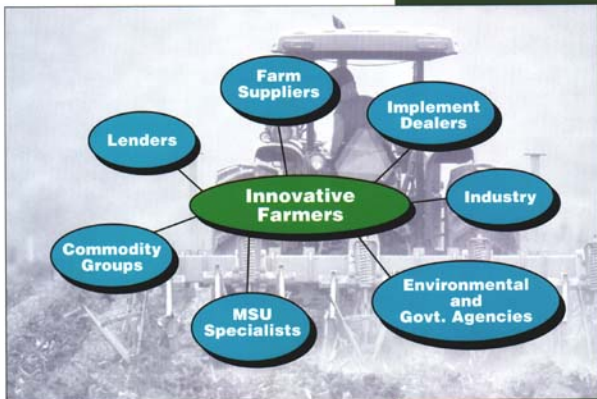 Farm
Suppliers
Implement
Dealers
Lenders
Innovative
Farmers
Industry
Commodity
Groups
MSU
Specialists
Environmental
and
Govt. Agencies